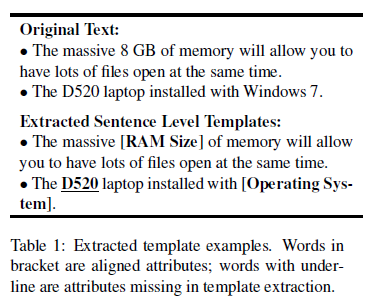 Original Text:
• The massive 8 GB of memory will allow you to
have lots of files open at the same time.
• The D520 laptop installed with Windows 7.
Extracted Sentence Level Templates:
• The massive [RAM Size] of memory will allow
you to have lots of files open at the same time.
• The D520 laptop installed with [Operating Sys-
tem].
Table 1: Extracted template examples. Words in
bracket are aligned attributes; words with under-
line are attributes missing in template extraction.